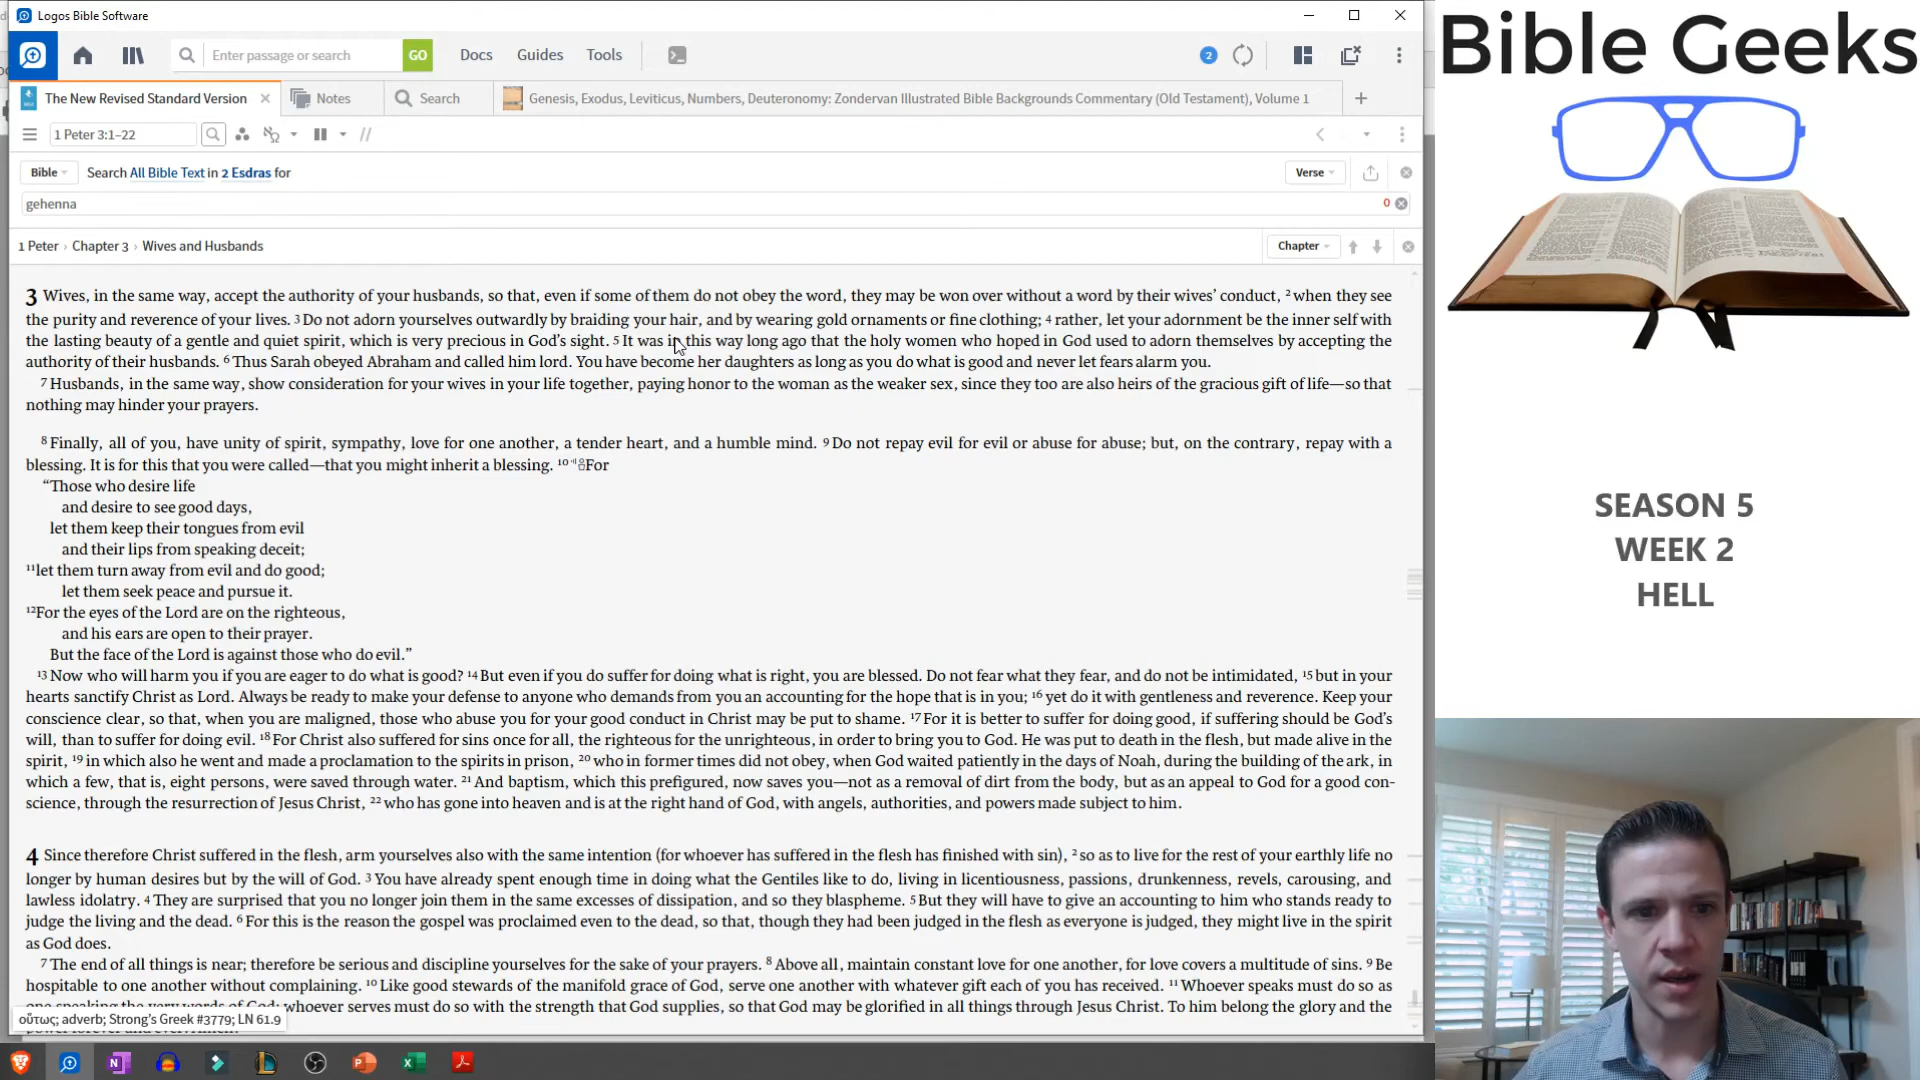 Logos Bible Software
Enter passage or search
GO
Docs
Guides
Tools
2
The New Revised Standard Version
Notes
Search
Genesis, Exodus, Leviticus, Numbers, Deuteronomy: Zondervan Illustrated Bible Backgrounds Commentary (Old Testament), Volume 1
1 Peter 3:1–22
Bible
Search All Bible Text in 2 Esdras for
Verse
gehenna
0
1 Peter › Chapter 3 › Wives and Husbands
Chapter
3 Wives, in the same way, accept the authority of your husbands, so that, even if some of them do not obey the word, they may be won over without a word by their wives’ conduct, 2 when they see
the purity and reverence of your lives. 3 Do not adorn yourselves outwardly by braiding your hair, and by wearing gold ornaments or fine clothing; 4 rather, let your adornment be the inner self with
the lasting beauty of a gentle and quiet spirit, which is very precious in God’s sight. 5 It was in this way long ago that the holy women who hoped in God used to adorn themselves by accepting the
authority of their husbands. 6 Thus Sarah obeyed Abraham and called him lord. You have become her daughters as long as you do what is good and never let fears alarm you.
7 Husbands, in the same way, show consideration for your wives in your life together, paying honor to the woman as the weaker sex, since they too are also heirs of the gracious gift of life—so that
nothing may hinder your prayers.
8 Finally, all of you, have unity of spirit, sympathy, love for one another, a tender heart, and a humble mind. 9 Do not repay evil for evil or abuse for abuse; but, on the contrary, repay with a
blessing. It is for this that you were called—that you might inherit a blessing. 10 For
“Those who desire life
and desire to see good days,
let them keep their tongues from evil
and their lips from speaking deceit;
11 let them turn away from evil and do good;
let them seek peace and pursue it.
12 For the eyes of the Lord are on the righteous,
and his ears are open to their prayer.
But the face of the Lord is against those who do evil.”
13 Now who will harm you if you are eager to do what is good? 14 But even if you do suffer for doing what is right, you are blessed. Do not fear what they fear, and do not be intimidated, 15 but in your
hearts sanctify Christ as Lord. Always be ready to make your defense to anyone who demands from you an accounting for the hope that is in you; 16 yet do it with gentleness and reverence. Keep your
conscience clear, so that, when you are maligned, those who abuse you for your good conduct in Christ may be put to shame. 17 For it is better to suffer for doing good, if suffering should be God’s
will, than to suffer for doing evil. 18 For Christ also suffered for sins once for all, the righteous for the unrighteous, in order to bring you to God. He was put to death in the flesh, but made alive in the
spirit, 19 in which also he went and made a proclamation to the spirits in prison, 20 who in former times did not obey, when God waited patiently in the days of Noah, during the building of the ark, in
which a few, that is, eight persons, were saved through water. 21 And baptism, which this prefigured, now saves you—not as a removal of dirt from the body, but as an appeal to God for a good con-
science, through the resurrection of Jesus Christ, 22 who has gone into heaven and is at the right hand of God, with angels, authorities, and powers made subject to him.
4 Since therefore Christ suffered in the flesh, arm yourselves also with the same intention (for whoever has suffered in the flesh has finished with sin), 2 so as to live for the rest of your earthly life no
longer by human desires but by the will of God. 3 You have already spent enough time in doing what the Gentiles like to do, living in licentiousness, passions, drunkenness, revels, carousing, and
lawless idolatry. 4 They are surprised that you no longer join them in the same excesses of dissipation, and so they blaspheme. 5 But they will have to give an accounting to him who stands ready to
judge the living and the dead. 6 For this is the reason the gospel was proclaimed even to the dead, so that, though they had been judged in the flesh as everyone is judged, they might live in the spirit
as God does.
7 The end of all things is near; therefore be serious and discipline yourselves for the sake of your prayers. 8 Above all, maintain constant love for one another, for love covers a multitude of sins. 9 Be
hospitable to one another without complaining. 10 Like good stewards of the manifold grace of God, serve one another with whatever gift each of you has received. 11 Whoever speaks must do so as
whoever serves must do so with the strength that God supplies, so that God may be glorified in all things through Jesus Christ. To him belong the glory and the
οὕτως; adverb; Strong’s Greek #3779; LN 61.9
Bible Geeks
SEASON 5
WEEK 2
HELL